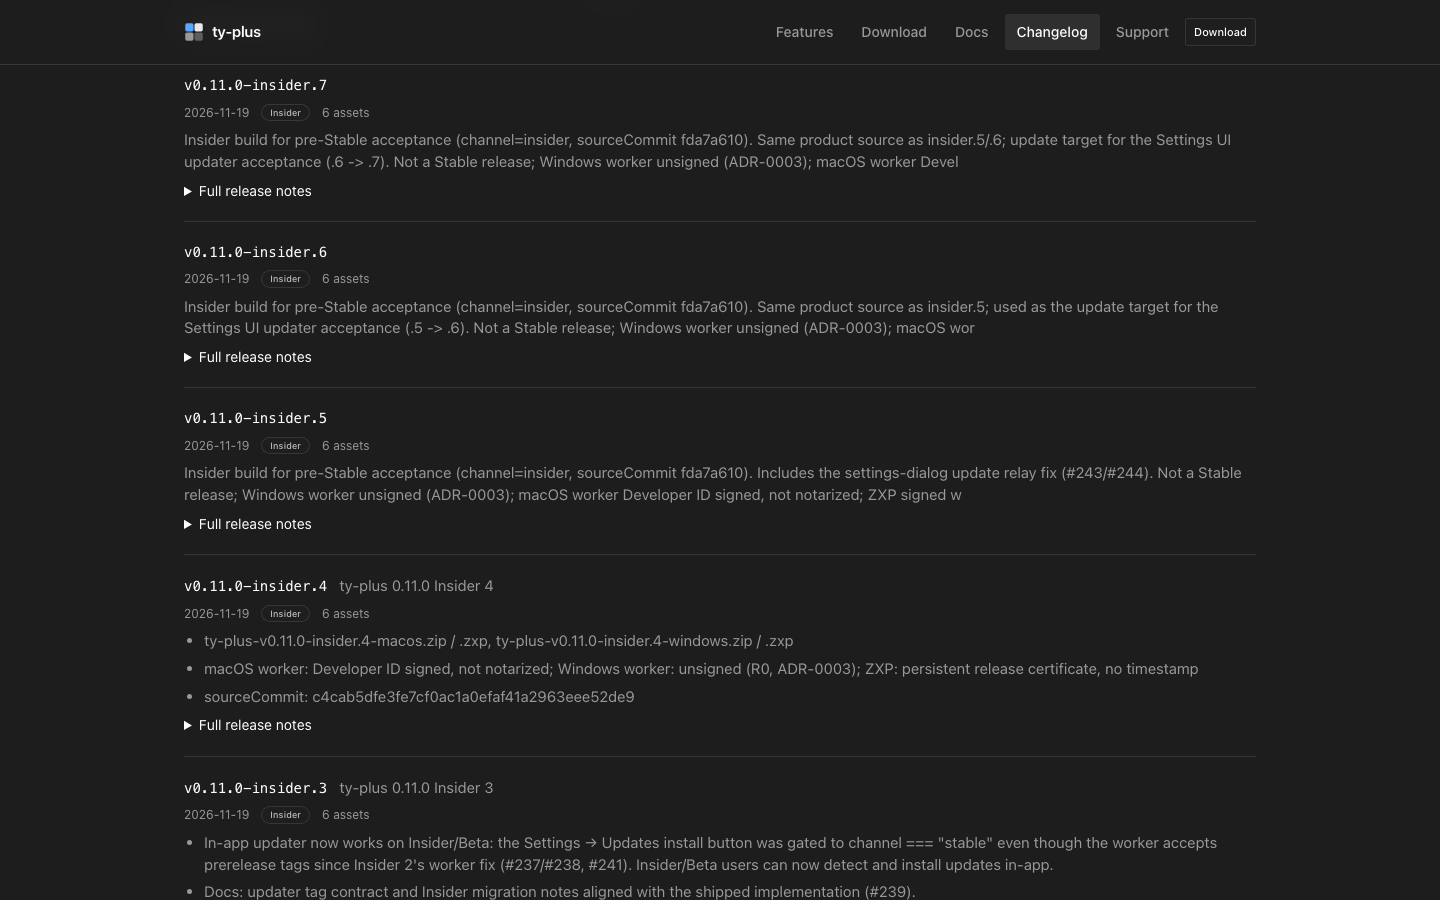 ty-plus
Features
Download
Docs
Changelog
Support
Download
v0.11.0-insider.7
2026-11-19 Insider 6 assets
Insider build for pre-Stable acceptance (channel=insider, sourceCommit fda7a610). Same product source as insider.5/.6; update target for the Settings UI
updater acceptance (.6 -> .7). Not a Stable release; Windows worker unsigned (ADR-0003); macOS worker Devel
▶ Full release notes
v0.11.0-insider.6
2026-11-19 Insider 6 assets
Insider build for pre-Stable acceptance (channel=insider, sourceCommit fda7a610). Same product source as insider.5; used as the update target for the
Settings UI updater acceptance (.5 -> .6). Not a Stable release; Windows worker unsigned (ADR-0003); macOS wor
▶ Full release notes
v0.11.0-insider.5
2026-11-19 Insider 6 assets
Insider build for pre-Stable acceptance (channel=insider, sourceCommit fda7a610). Includes the settings-dialog update relay fix (#243/#244). Not a Stable
release; Windows worker unsigned (ADR-0003); macOS worker Developer ID signed, not notarized; ZXP signed w
▶ Full release notes
v0.11.0-insider.4 ty-plus 0.11.0 Insider 4
2026-11-19 Insider 6 assets
• ty-plus-v0.11.0-insider.4-macos.zip / .zxp, ty-plus-v0.11.0-insider.4-windows.zip / .zxp
• macOS worker: Developer ID signed, not notarized; Windows worker: unsigned (R0, ADR-0003); ZXP: persistent release certificate, no timestamp
• sourceCommit: c4cab5dfe3fe7cf0ac1a0efaf41a2963eee52de9
▶ Full release notes
v0.11.0-insider.3 ty-plus 0.11.0 Insider 3
2026-11-19 Insider 6 assets
• In-app updater now works on Insider/Beta: the Settings → Updates install button was gated to channel === "stable" even though the worker accepts
prerelease tags since Insider 2's worker fix (#237/#238, #241). Insider/Beta users can now detect and install updates in-app.
• Docs: updater tag contract and Insider migration notes aligned with the shipped implementation (#239).